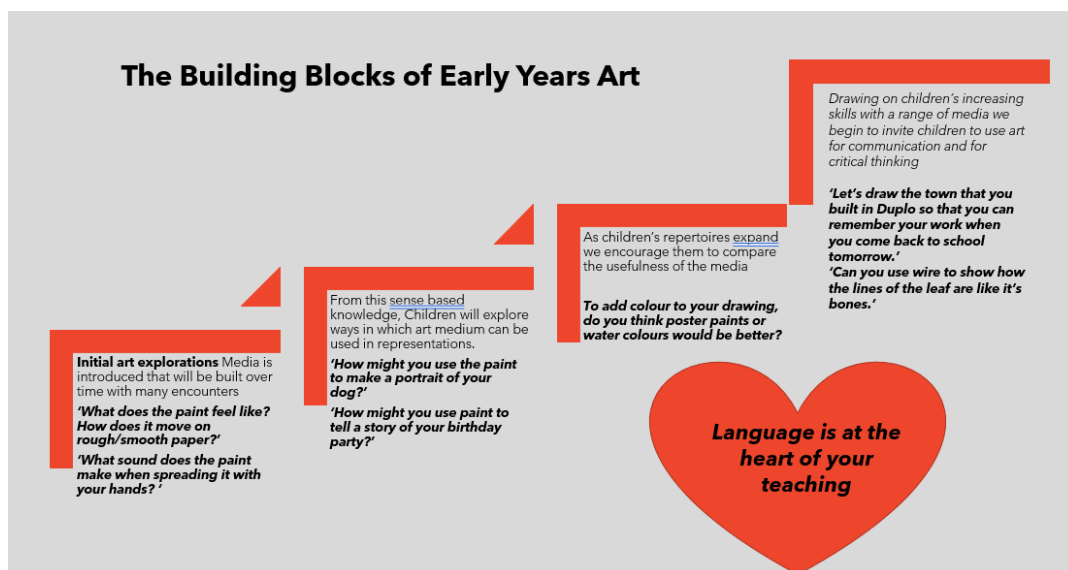 The Building Blocks of Early Years Art
Initial art explorations Media is
introduced that will be built over
time with many encounters
‘What does the paint feel like?
How does it move on
rough/smooth paper?’
‘What sound does the paint
make when spreading it with
your hands? ‘
From this sense based
knowledge, Children will explore
ways in which art medium can be
used in representations.
‘How might you use the paint
to make a portrait of your
dog?’
‘How might you use paint to
tell a story of your birthday
party?’
As children’s repertoires expand
we encourage them to compare
the usefulness of the media
To add colour to your drawing,
do you think poster paints or
water colours would be better?
Drawing on children’s increasing
skills with a range of media we
begin to invite children to use art
for communication and for
critical thinking
‘Let’s draw the town that you
built in Duplo so that you can
remember your work when
you come back to school
tomorrow.’
‘Can you use wire to show how
the lines of the leaf are like it’s
bones.’
Language is at the
heart of your
teaching